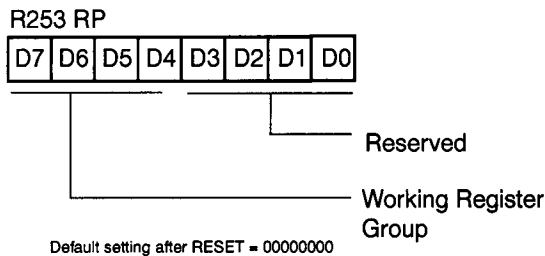 R253 RP
D7 D6 D5 D4 D3 D2 D1 D0
Reserved
Working Register
Group
Default setting after RESET = 00000000